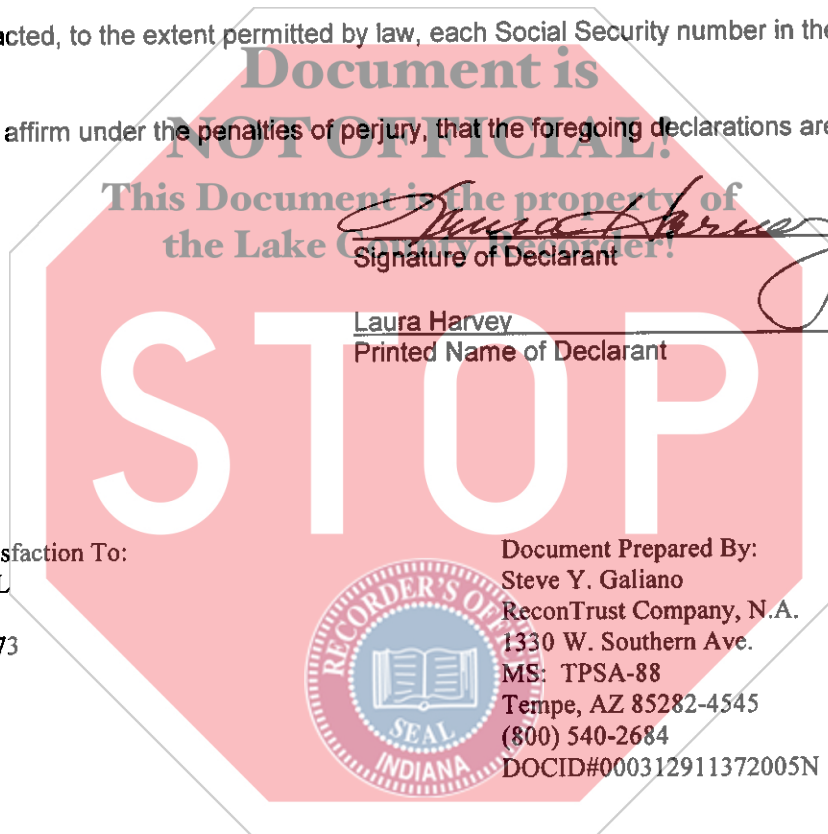 acted, to the extent permitted by law, each Social Security number in the
Document is
affirm under the penalties of perjury, that the foregoing declarations are
NOT OFFICIAL!
This Document is the property of
the Lake County Recorder!
Laura Harvey
Signature of Declarant
Laura Harvey
Printed Name of Declarant
STOP
sfaction To:
L
73
Document Prepared By:
Steve Y. Galiano
ReconTrust Company, N.A.
1330 W. Southern Ave.
MS: TPSA-88
Tempe, AZ 85282-4545
(800) 540-2684
DOCID#000312911372005N
RECORDER'S OFFICE
SEAL
INDIANA